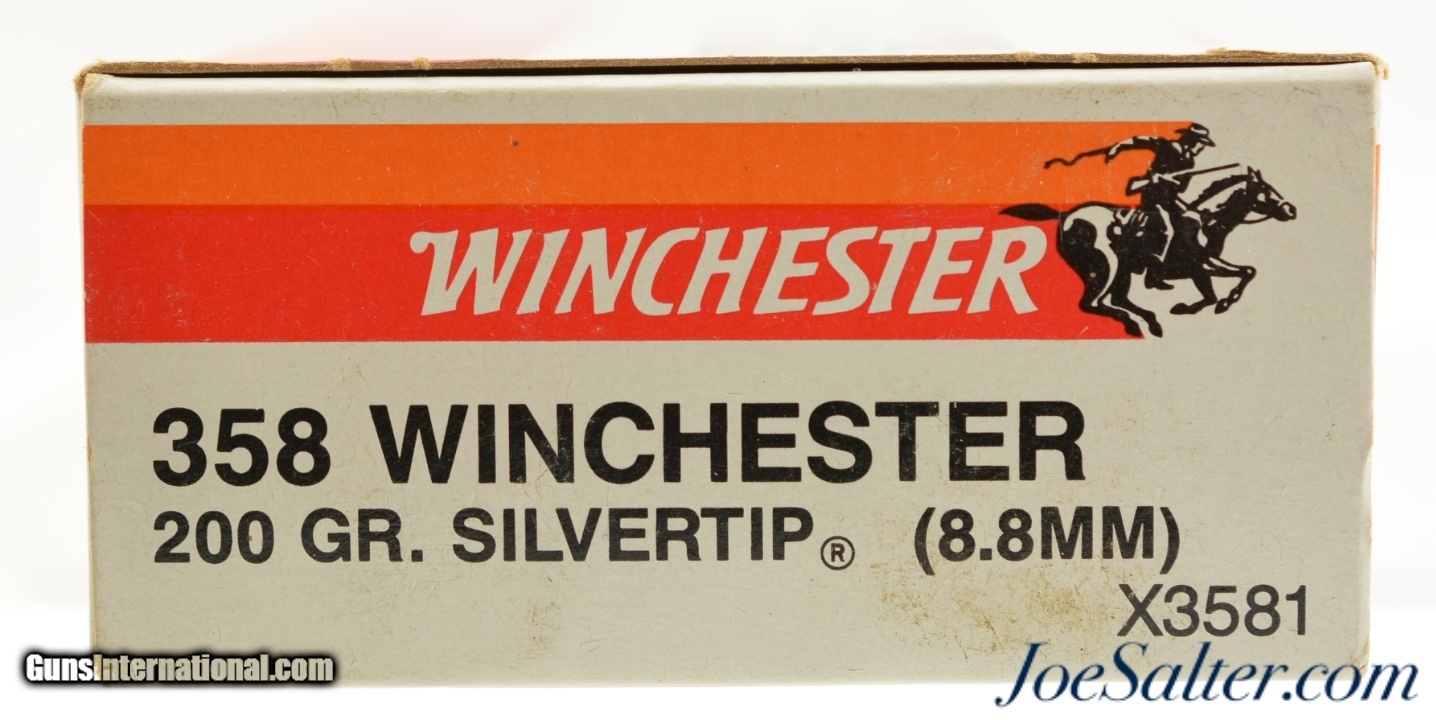 WINCHESTER
358 WINCHESTER
200 GR. SILVERTIP® (8.8MM)
X3581
GunsInternational.com
JoeSalter.com